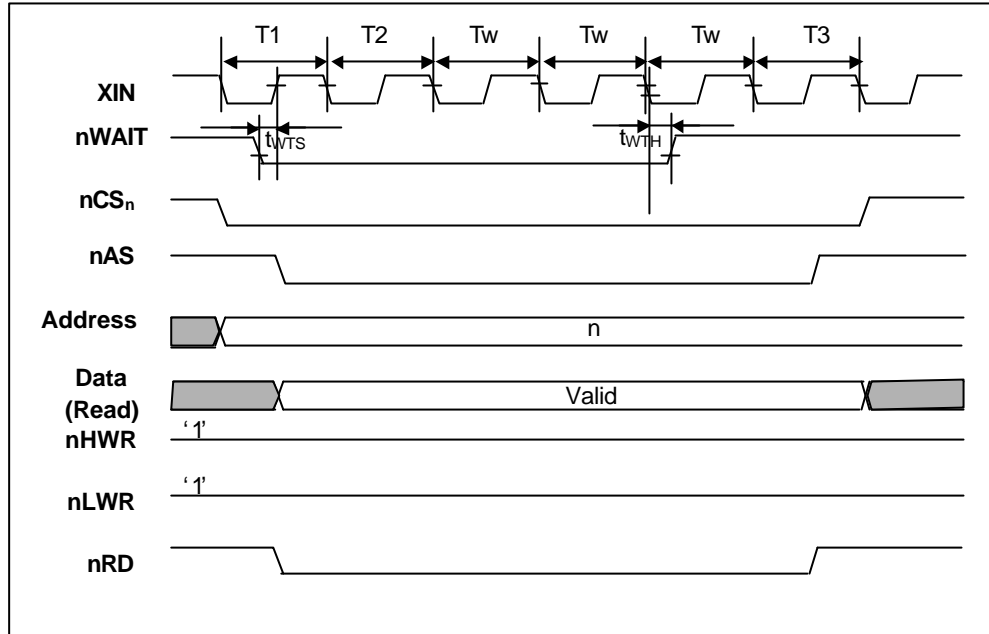 T1 T2 Tw Tw Tw T3
XIN
nWAIT tWTS tWTH
nCSn
nAS
Address n
Data
(Read) Valid
nHWR ‘1’
nLWR ‘1’
nRD